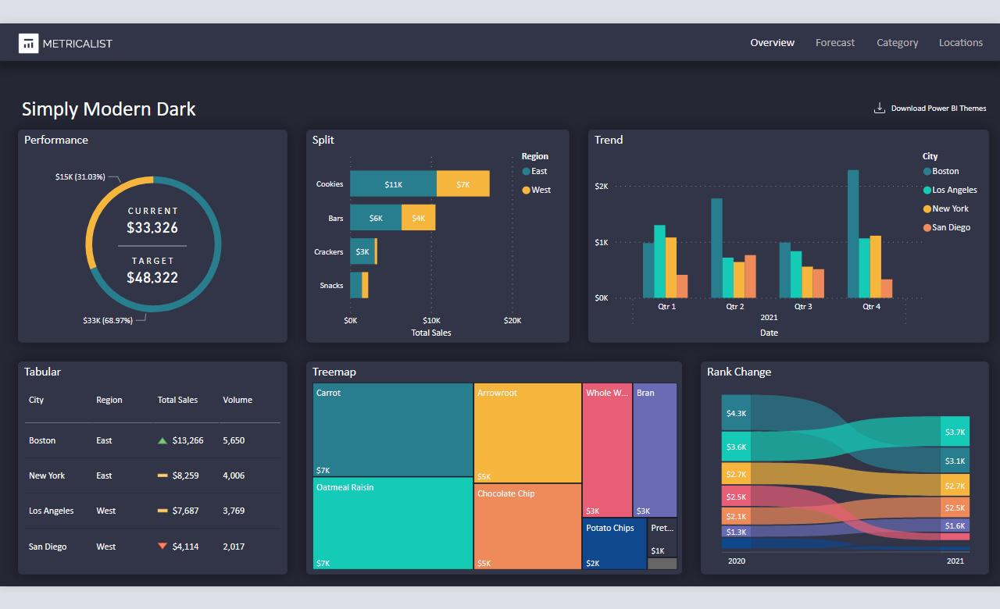 METRICALIST
Overview Forecast Category Locations
Simply Modern Dark
Download Power BI Themes
Performance
$15K (31.03%)
CURRENT
$33,326
TARGET
$48,322
$33K (68.97%)
Split
Region
East
West
Cookies $11K $7K
Bars $6K $4K
Crackers $3K
Snacks
$0K $10K $20K
Total Sales
Trend
City
Boston
Los Angeles
New York
San Diego
$2K
$1K
$0K
Qtr 1 Qtr 2 Qtr 3 Qtr 4
2021
Date
Tabular
City Region Total Sales Volume
Boston East $13,266 5,650
New York East $8,259 4,006
Los Angeles West $7,687 3,769
San Diego West $4,114 2,017
Treemap
Carrot
$7K
Oatmeal Raisin
$7K
Arrowroot
$5K
Chocolate Chip
$5K
Whole W...
$3K
Bran
$3K
Potato Chips
$2K
Pret...
$1K
Rank Change
$4.3K
$3.6K
$2.7K
$2.5K
$2.1K
$1.3K
$3.7K
$3.1K
$2.7K
$2.5K
$1.6K
2020 2021